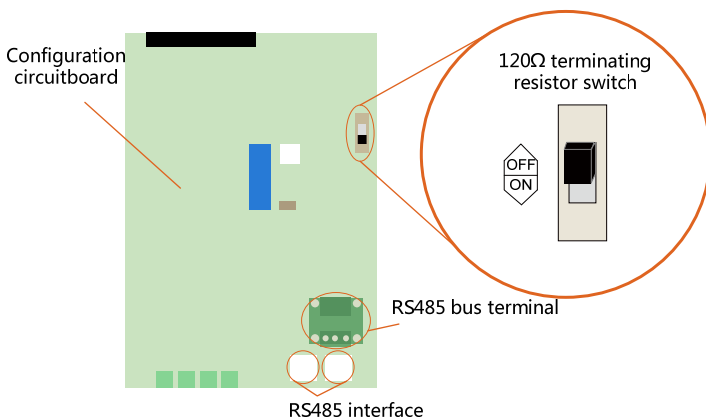 Configuration
circuitboard
120Ω terminating
resistor switch
OFF
ON
RS485 bus terminal
RS485 interface